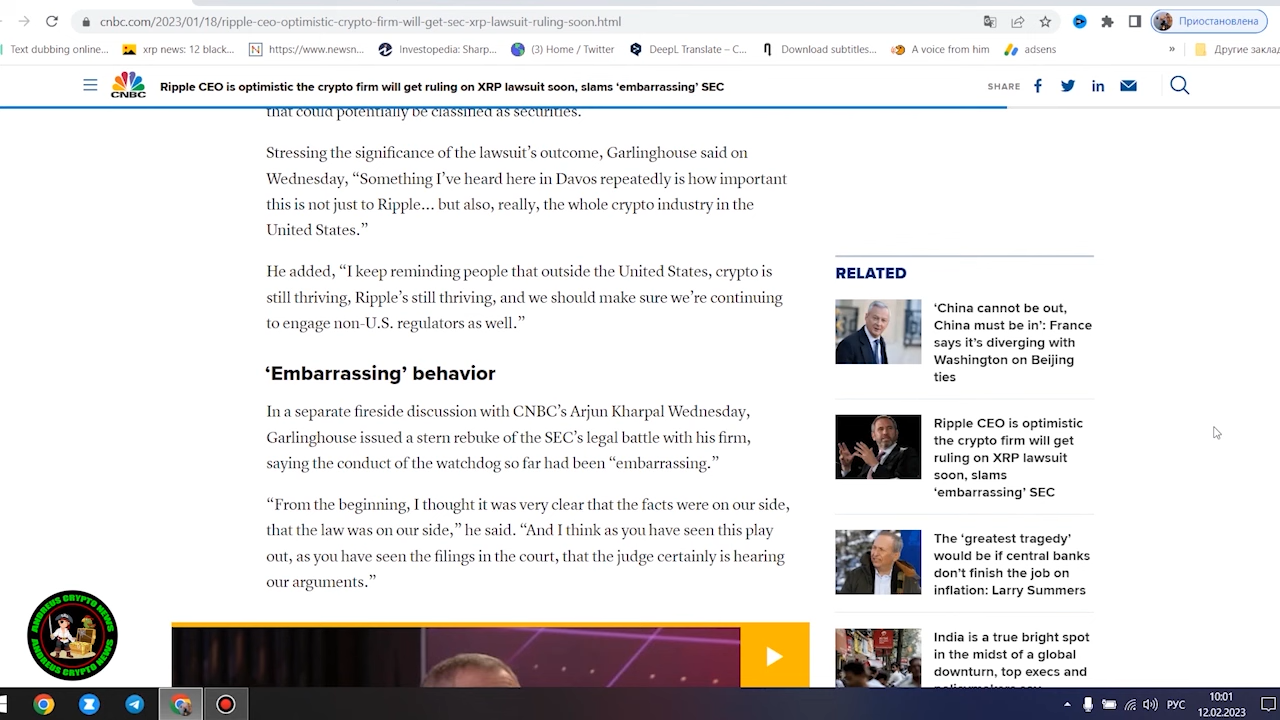 cnbc.com/2023/01/18/ripple-ceo-optimistic-crypto-firm-will-get-sec-xrp-lawsuit-ruling-soon.html
Приостановлена
Text dubbing online...
xrp news: 12 black...
https://www.newsn...
Investopedia: Sharp...
(3) Home / Twitter
DeepL Translate – C...
Download subtitles...
A voice from him
adsens
»
Другие закла
CNBC
Ripple CEO is optimistic the crypto firm will get ruling on XRP lawsuit soon, slams ‘embarrassing’ SEC
SHARE
that could potentially be classified as securities.
Stressing the significance of the lawsuit’s outcome, Garlinghouse said on
Wednesday, “Something I’ve heard here in Davos repeatedly is how important
this is not just to Ripple… but also, really, the whole crypto industry in the
United States.”
He added, “I keep reminding people that outside the United States, crypto is
still thriving, Ripple’s still thriving, and we should make sure we’re continuing
to engage non-U.S. regulators as well.”
‘Embarrassing’ behavior
In a separate fireside discussion with CNBC’s Arjun Kharpal Wednesday,
Garlinghouse issued a stern rebuke of the SEC’s legal battle with his firm,
saying the conduct of the watchdog so far had been “embarrassing.”
“From the beginning, I thought it was very clear that the facts were on our side,
that the law was on our side,” he said. “And I think as you have seen this play
out, as you have seen the filings in the court, that the judge certainly is hearing
our arguments.”
RELATED
‘China cannot be out,
China must be in’: France
says it’s diverging with
Washington on Beijing
ties
Ripple CEO is optimistic
the crypto firm will get
ruling on XRP lawsuit
soon, slams
‘embarrassing’ SEC
The ‘greatest tragedy’
would be if central banks
don’t finish the job on
inflation: Larry Summers
India is a true bright spot
in the midst of a global
downturn, top execs and
ANDREUS CRYPTO NEWS
ANDREUS CRYPTO NEWS
РУС
10:01
12.02.2023